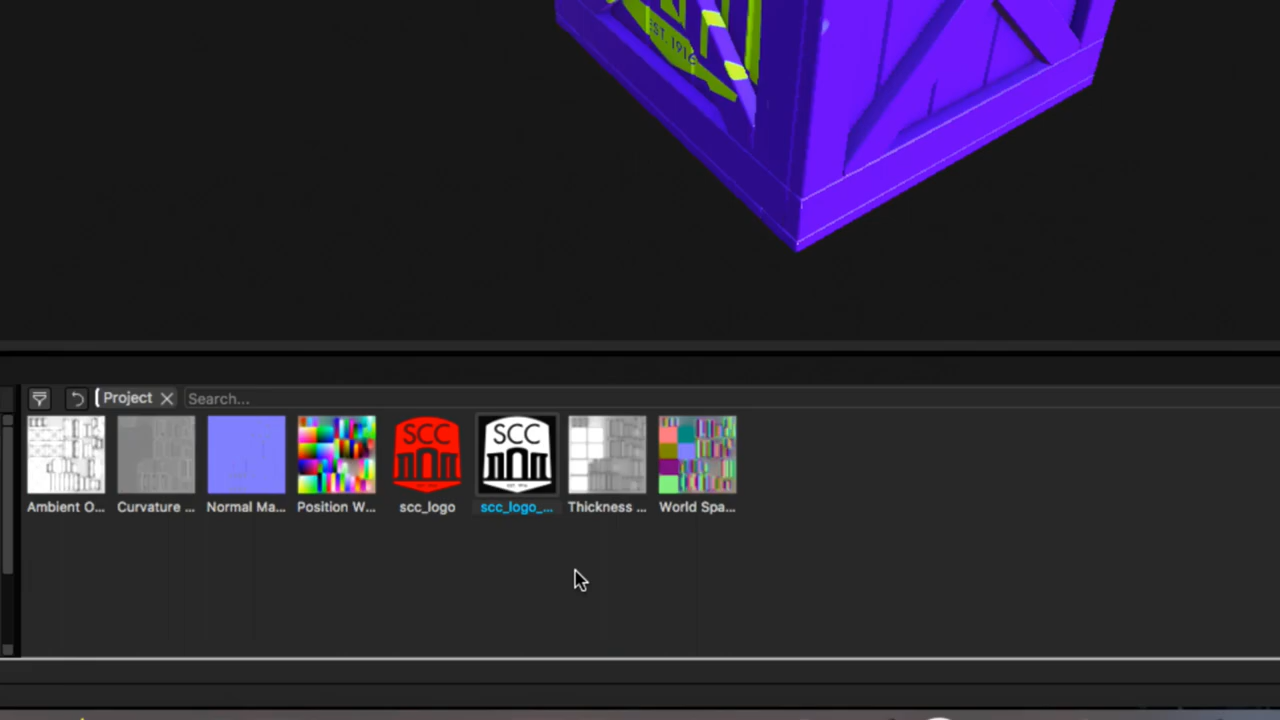 EST. 1916
Project
Search...
SCC
SCC
Ambient O...
Curvature ...
Normal Ma...
Position W...
scc_logo
scc_logo_...
Thickness ...
World Spa...